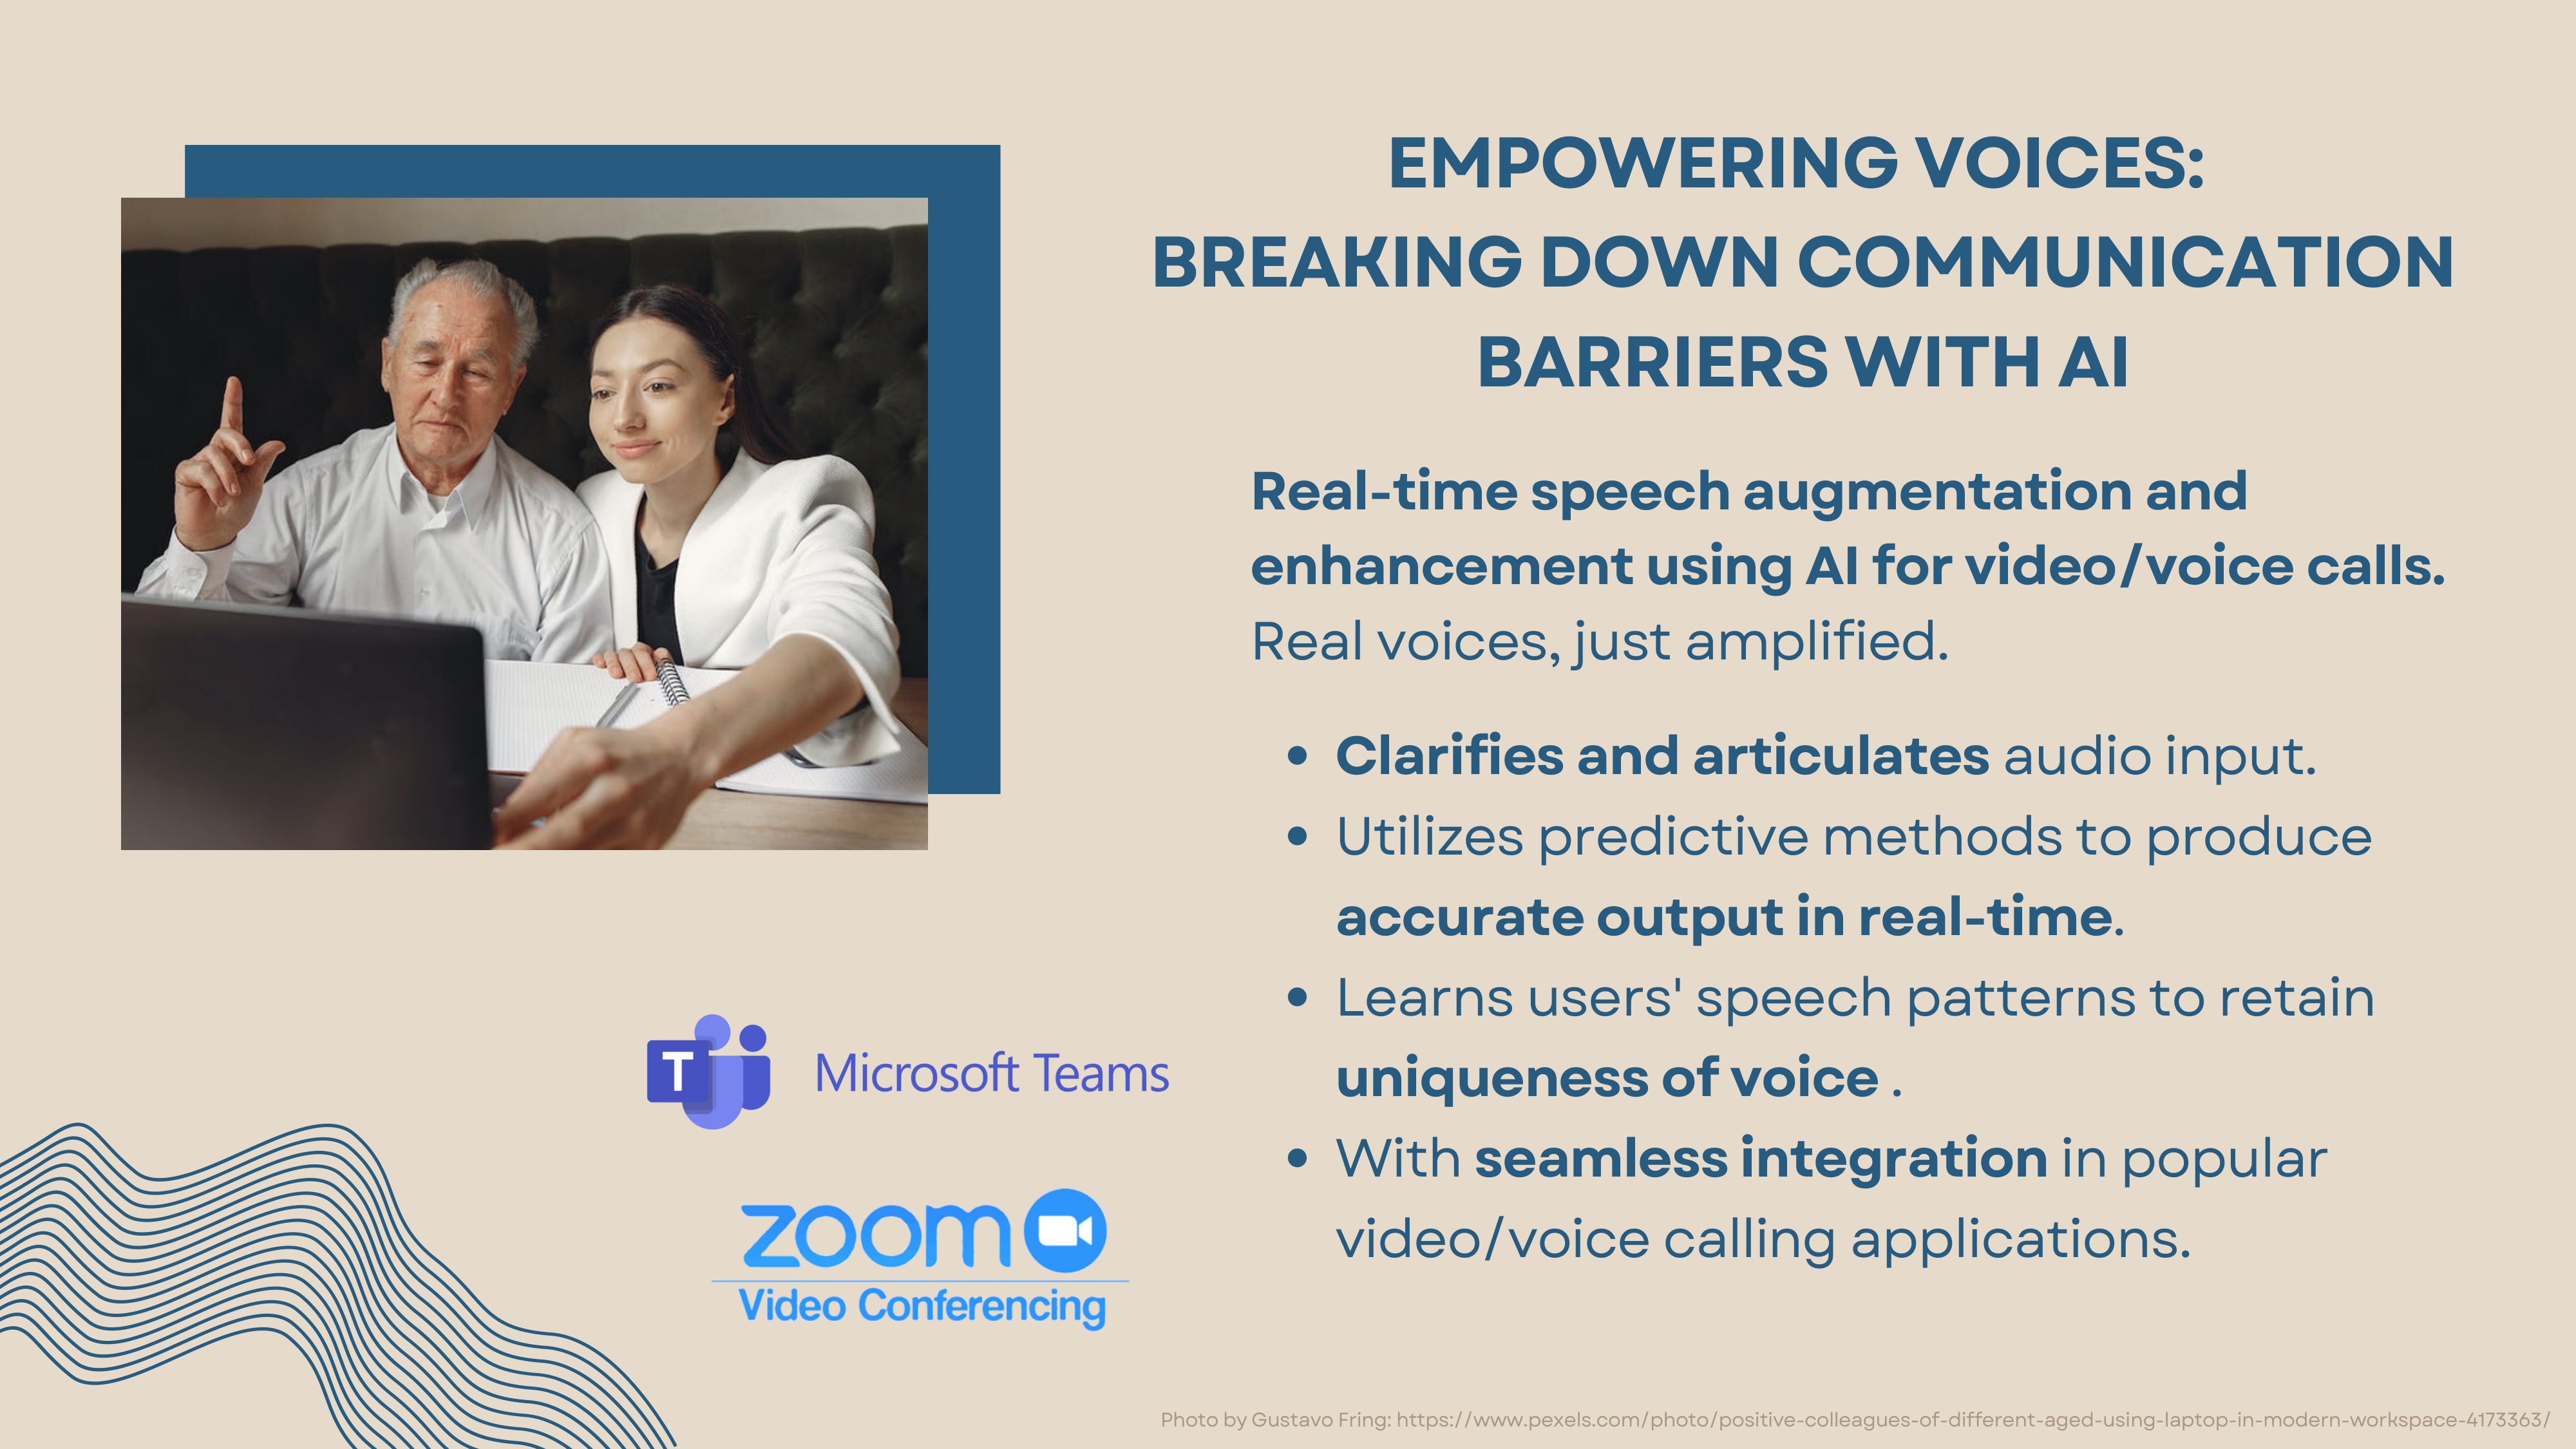 EMPOWERING VOICES:
BREAKING DOWN COMMUNICATION
BARRIERS WITH AI
Real-time speech augmentation and
enhancement using AI for video/voice calls.
Real voices, just amplified.
• Clarifies and articulates audio input.
• Utilizes predictive methods to produce
accurate output in real-time.
• Learns users' speech patterns to retain
uniqueness of voice .
• With seamless integration in popular
video/voice calling applications.
T Microsoft Teams
zoom
Video Conferencing
Photo by Gustavo Fring: https://www.pexels.com/photo/positive-colleagues-of-different-aged-using-laptop-in-modern-workspace-4173363/